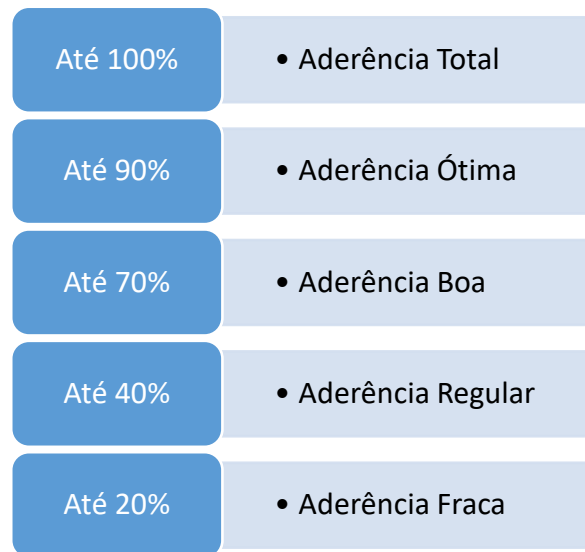 Até 100%
• Aderência Total
Até 90%
• Aderência Ótima
Até 70%
• Aderência Boa
Até 40%
• Aderência Regular
Até 20%
• Aderência Fraca